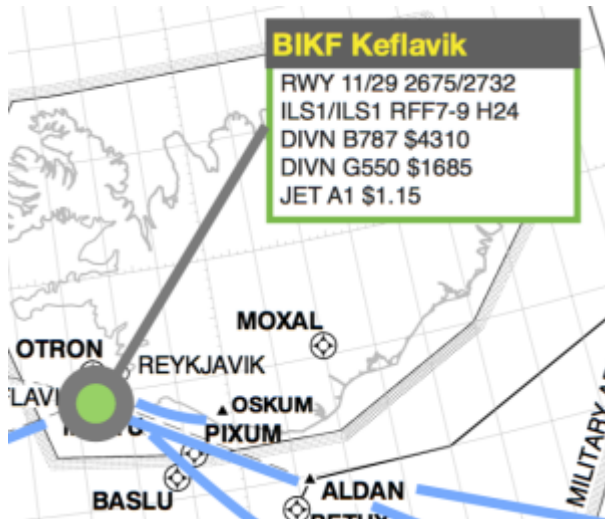 BIKF Keflavik
RWY 11/29 2675/2732
ILS1/ILS1 RFF7-9 H24
DIVN B787 $4310
DIVN G550 $1685
JET A1 $1.15
MOXAL
OTRON
REYKJAVIK
OSKUM
PIXUM
BASLU
ALDAN
MILITARY